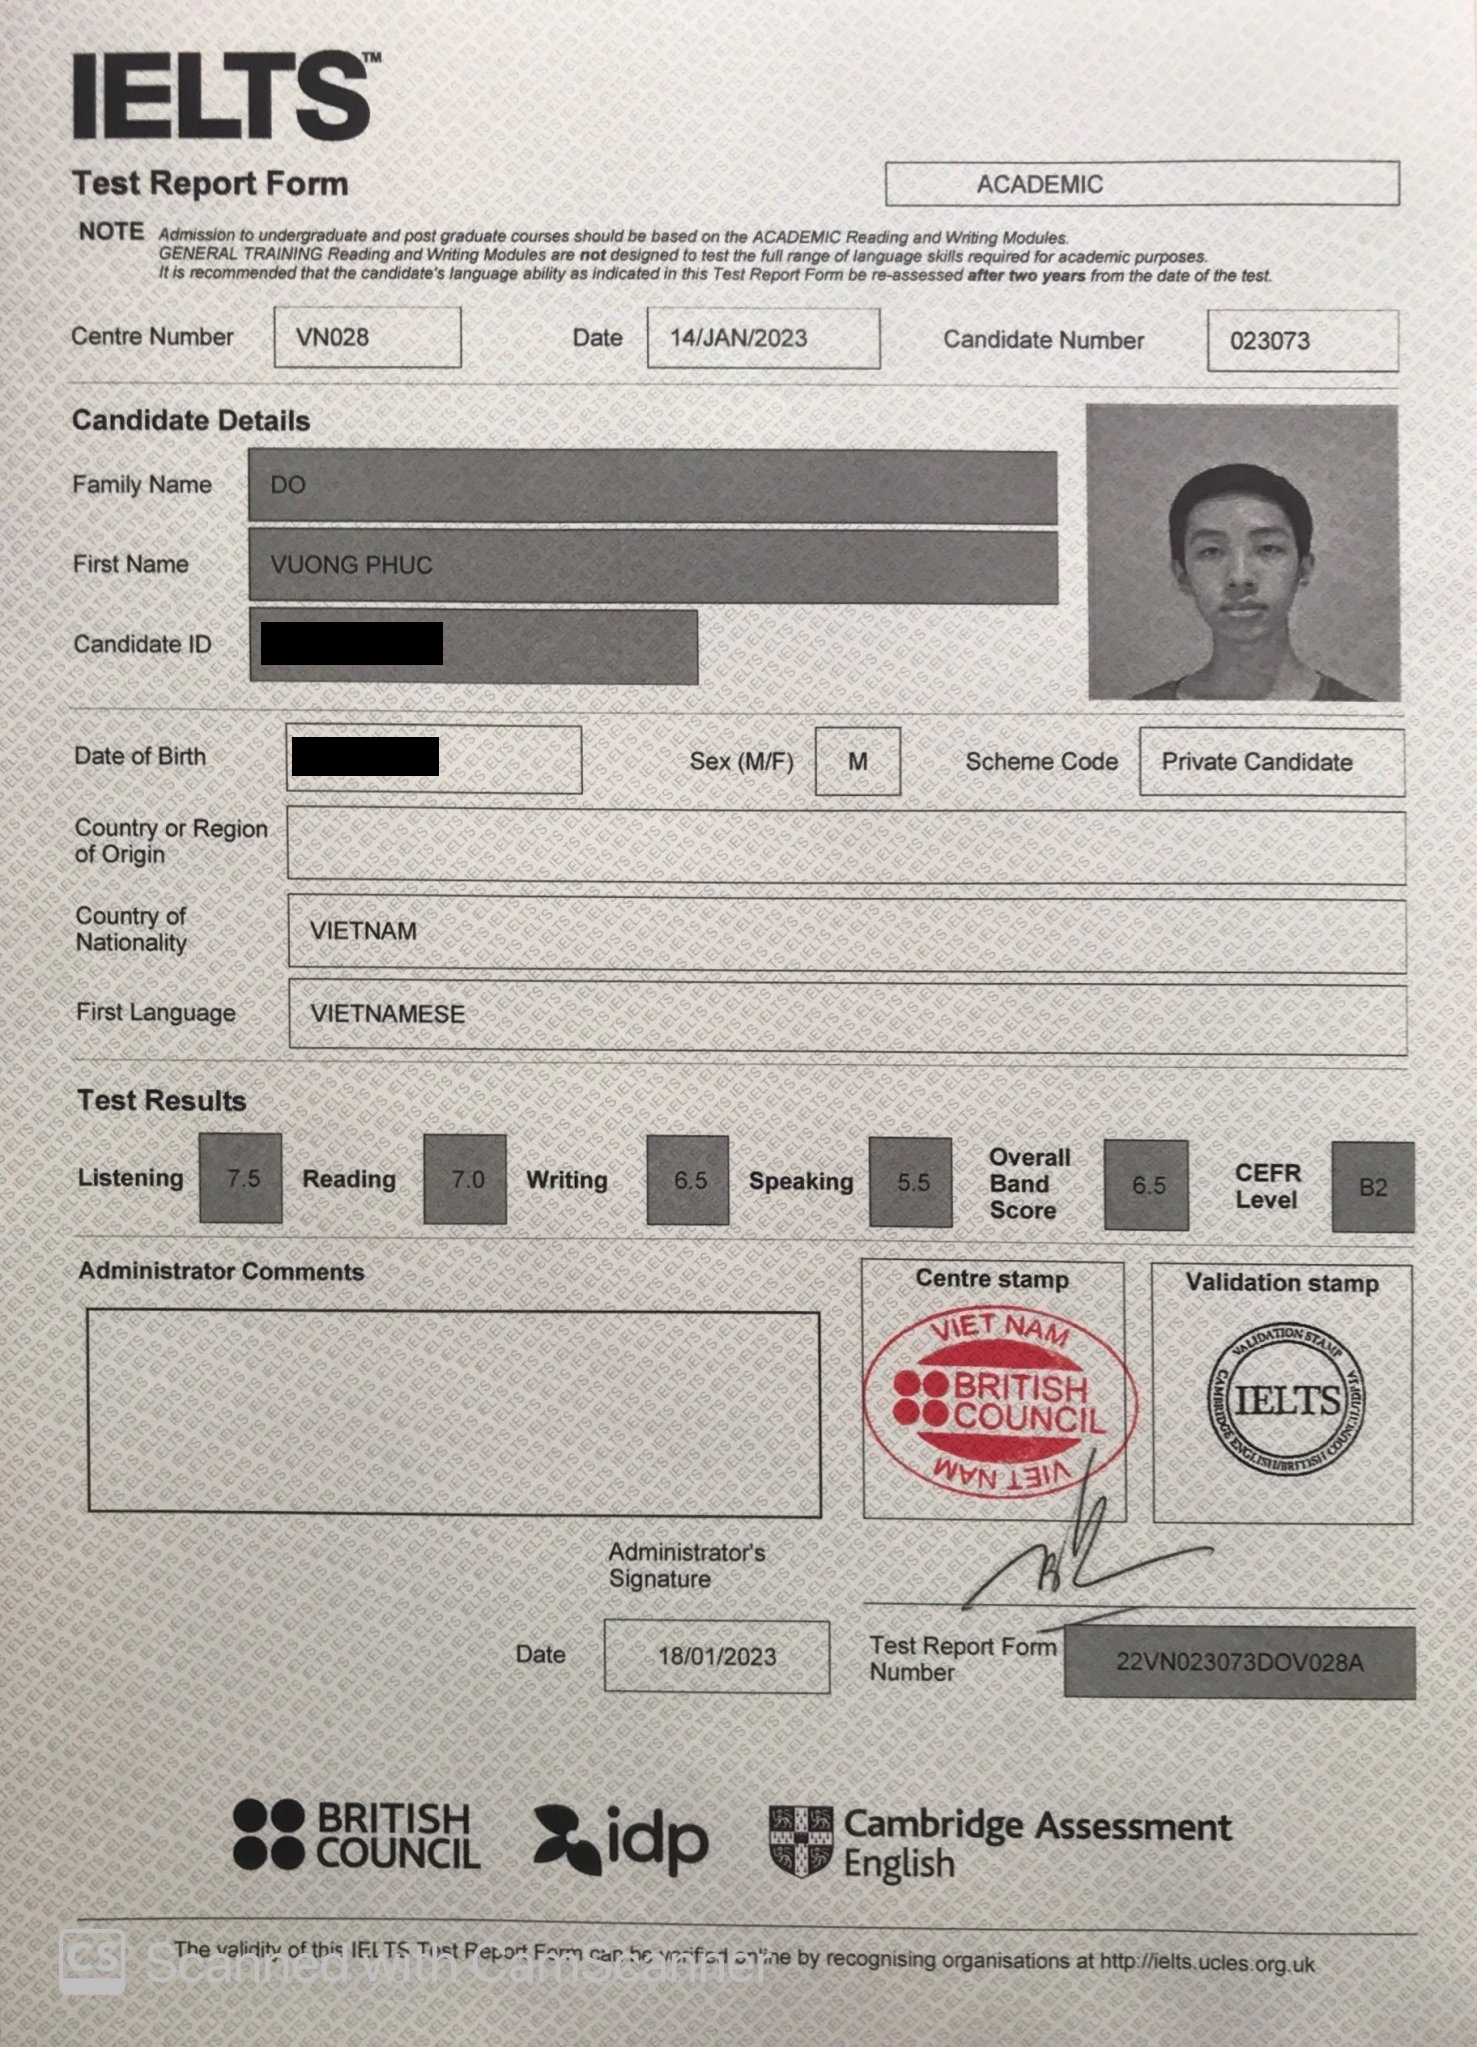 IELTS™
Test Report Form
ACADEMIC
NOTE Admission to undergraduate and post graduate courses should be based on the ACADEMIC Reading and Writing Modules.
GENERAL TRAINING Reading and Writing Modules are not designed to test the full range of language skills required for academic purposes.
It is recommended that the candidate's language ability as indicated in this Test Report Form be re-assessed after two years from the date of the test.
Centre Number VN028 Date 14/JAN/2023 Candidate Number 023073
Candidate Details
Family Name DO
First Name VUONG PHUC
Candidate ID
Date of Birth Sex (M/F) M Scheme Code Private Candidate
Country or Region
of Origin
Country of
Nationality
VIETNAM
First Language VIETNAMESE
Test Results
Listening 7.5 Reading 7.0 Writing 6.5 Speaking 5.5 Overall Band Score 6.5 CEFR Level B2
Administrator Comments
Centre stamp
VIET NAM
BRITISH
COUNCIL
VIET NAM
Validation stamp
VALIDATION STAMP
IELTS
CAMBRIDGE ENGLISH/BRITISH COUNCIL/IDP:IA
Administrator's
Signature
Date 18/01/2023
Test Report Form
Number
22VN023073DOV028A
BRITISH
COUNCIL
idp
Cambridge Assessment
English
The validity of this IELTS Test Report Form can be verified online by recognising organisations at http://ielts.ucles.org.uk
CS Scanned with CamScanner